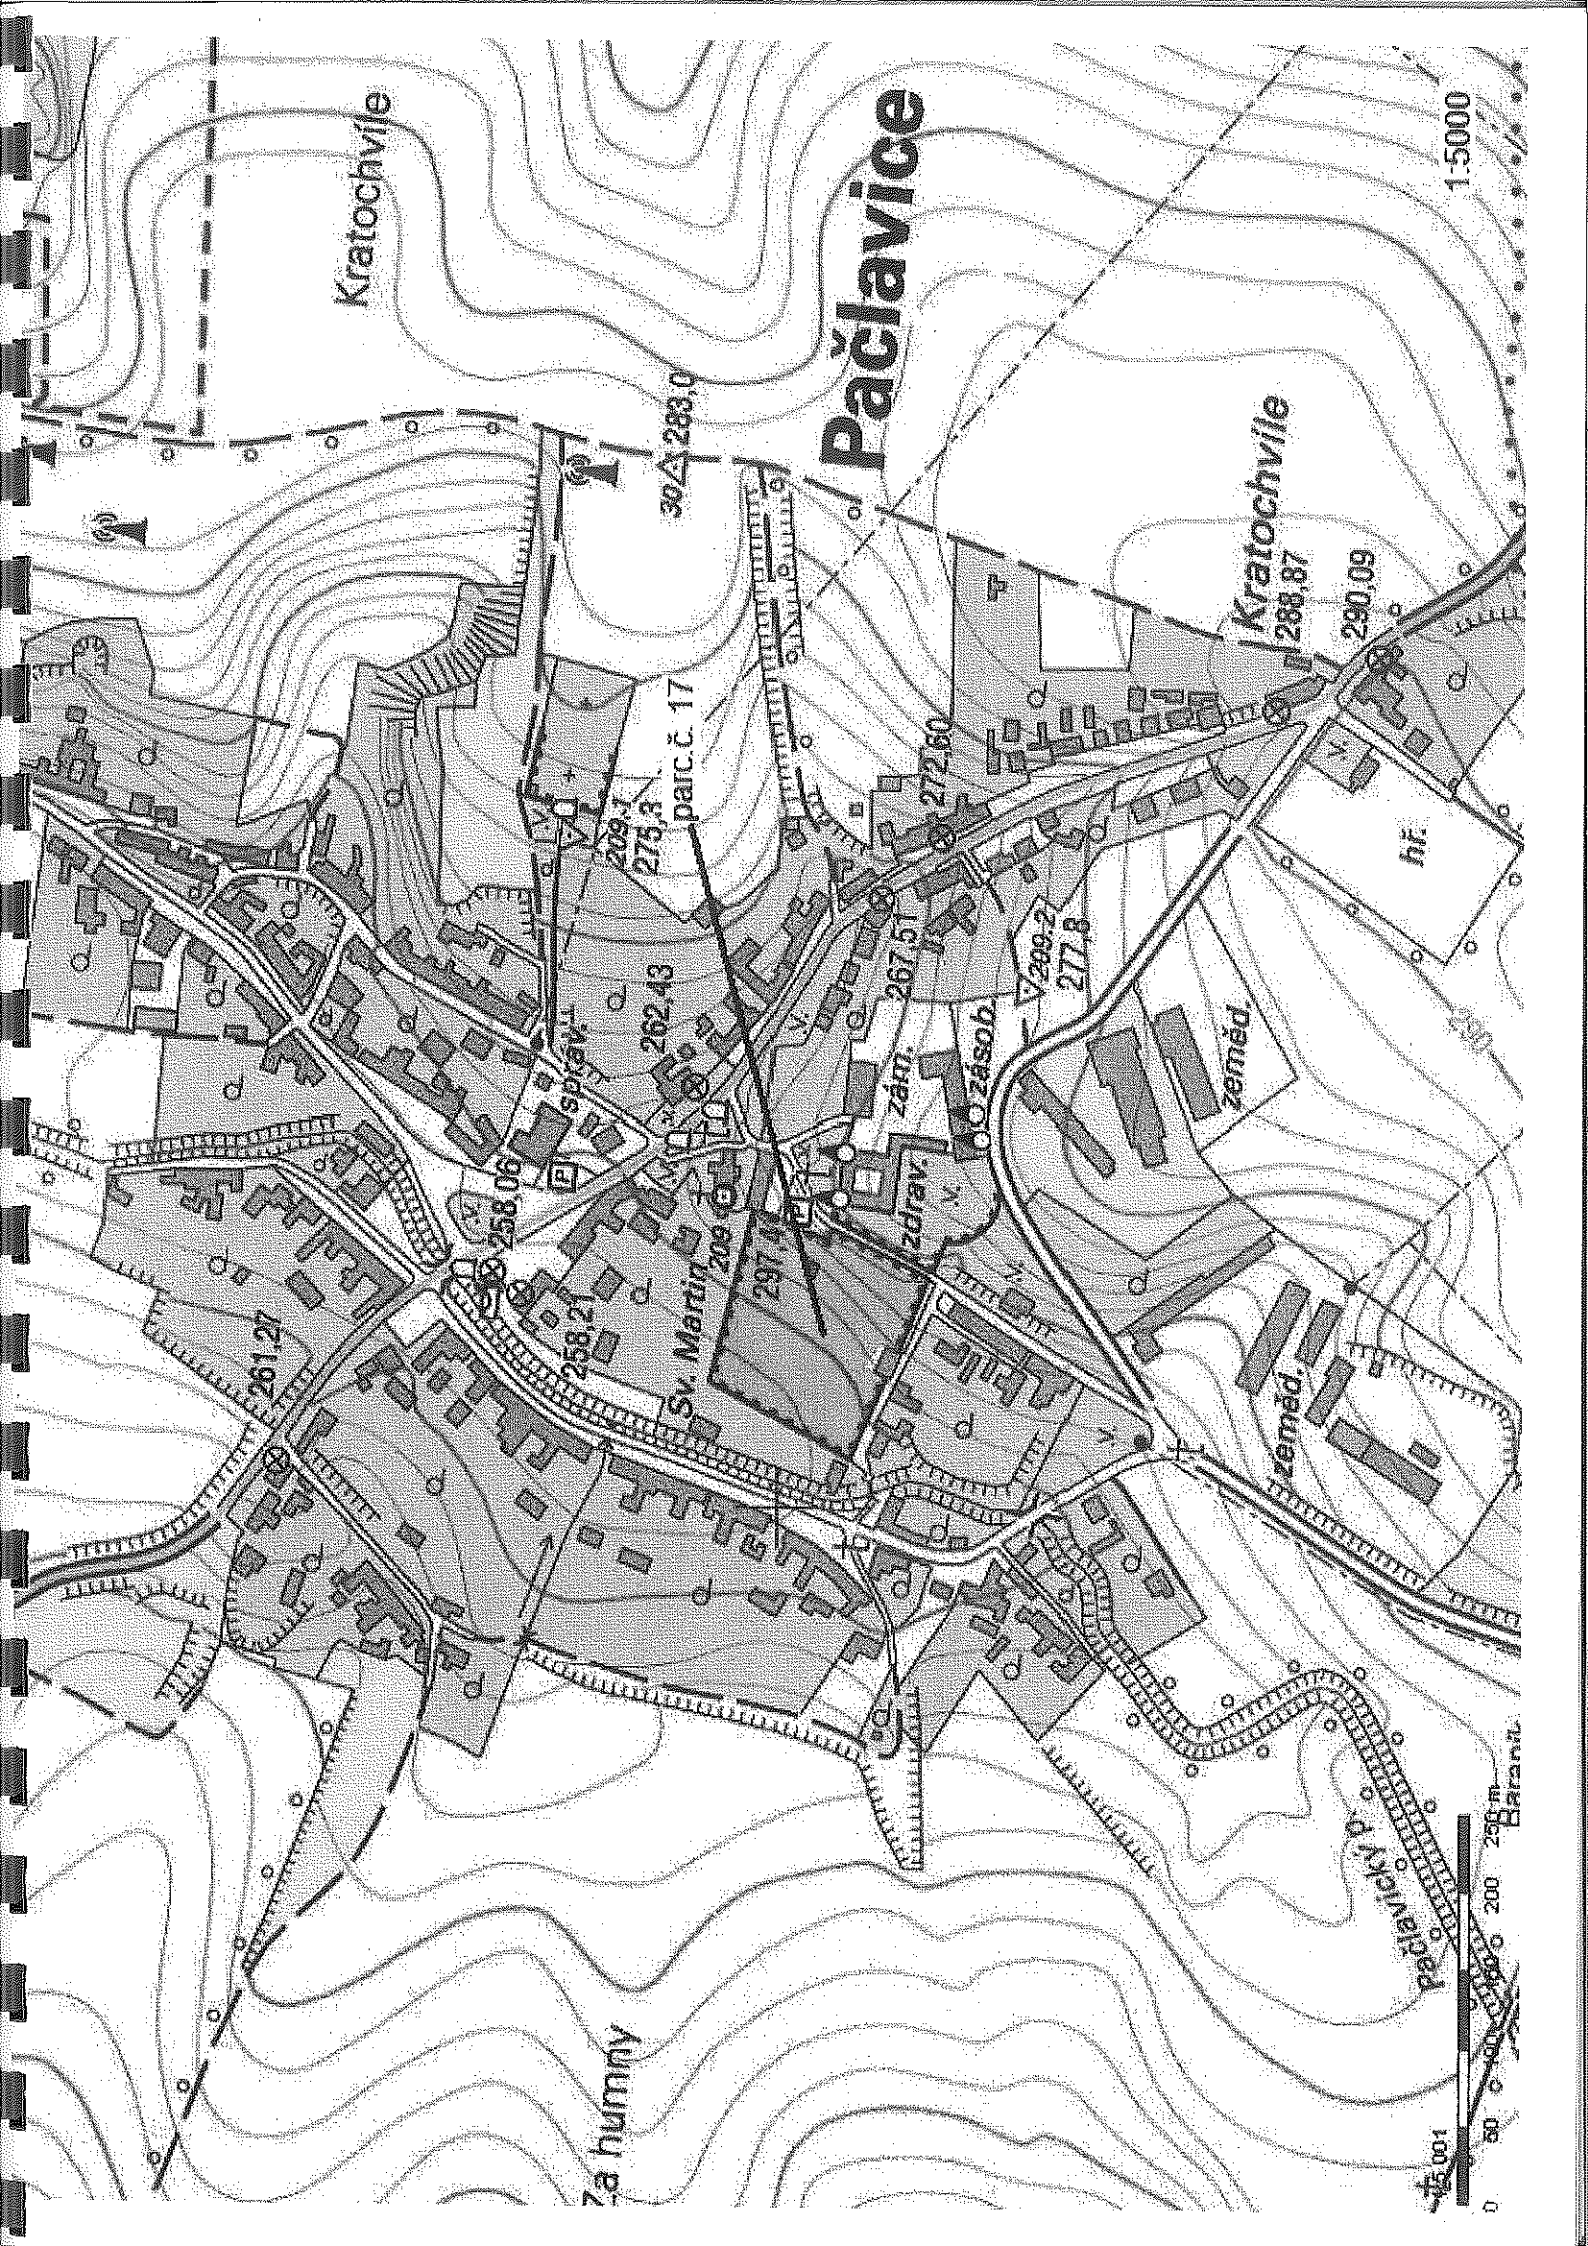 Kratochvíle
Pačlavice
1:5000
30 283,0
Kratochvíle
288,87
290,09
parc.č. 17
209.1
275,3
272,60
267,51
209.2
277,8
hř.
262,43
správ.
zám.
zásob.
zdrav.
v.
zeměd.
290
258,06
P
P
209
297,4
Sv. Martin
258,21
261,27
zeměd.
v.
v.
v.
v.
v.
v.
v.
Pačlavický p.
Za humny
0 50 100 150 200 250 m